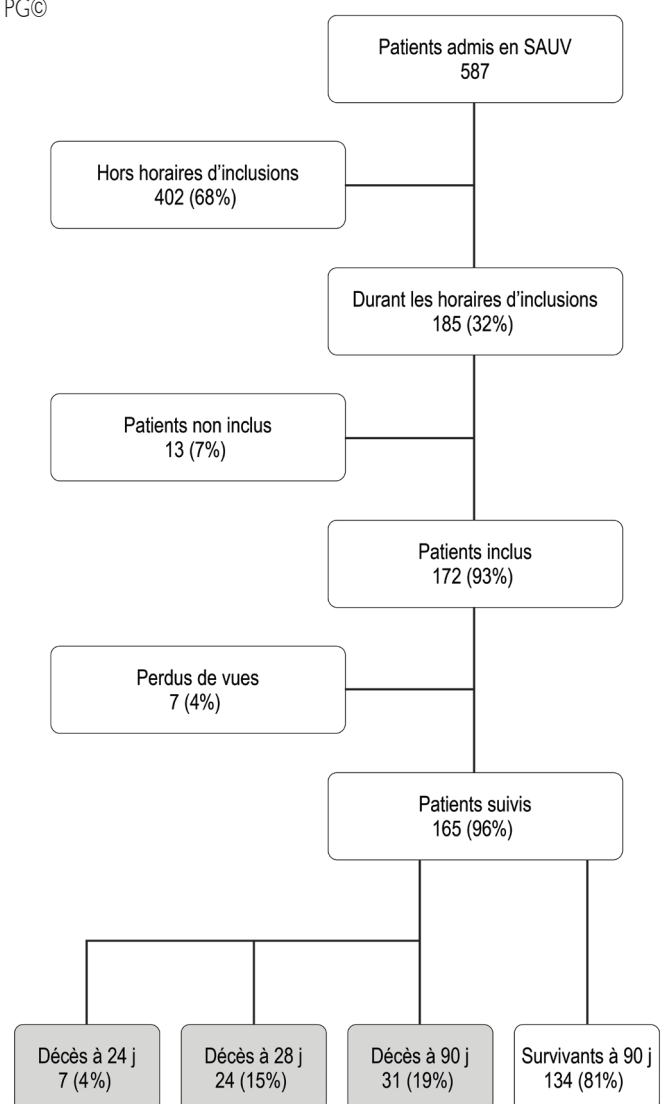 PG©
Patients admis en SAUV
587
Hors horaires d'inclusions
402 (68%)
Durant les horaires d'inclusions
185 (32%)
Patients non inclus
13 (7%)
Patients inclus
172 (93%)
Perdus de vues
7 (4%)
Patients suivis
165 (96%)
Décès à 24 j
7 (4%)
Décès à 28 j
24 (15%)
Décès à 90 j
31 (19%)
Survivants à 90 j
134 (81%)